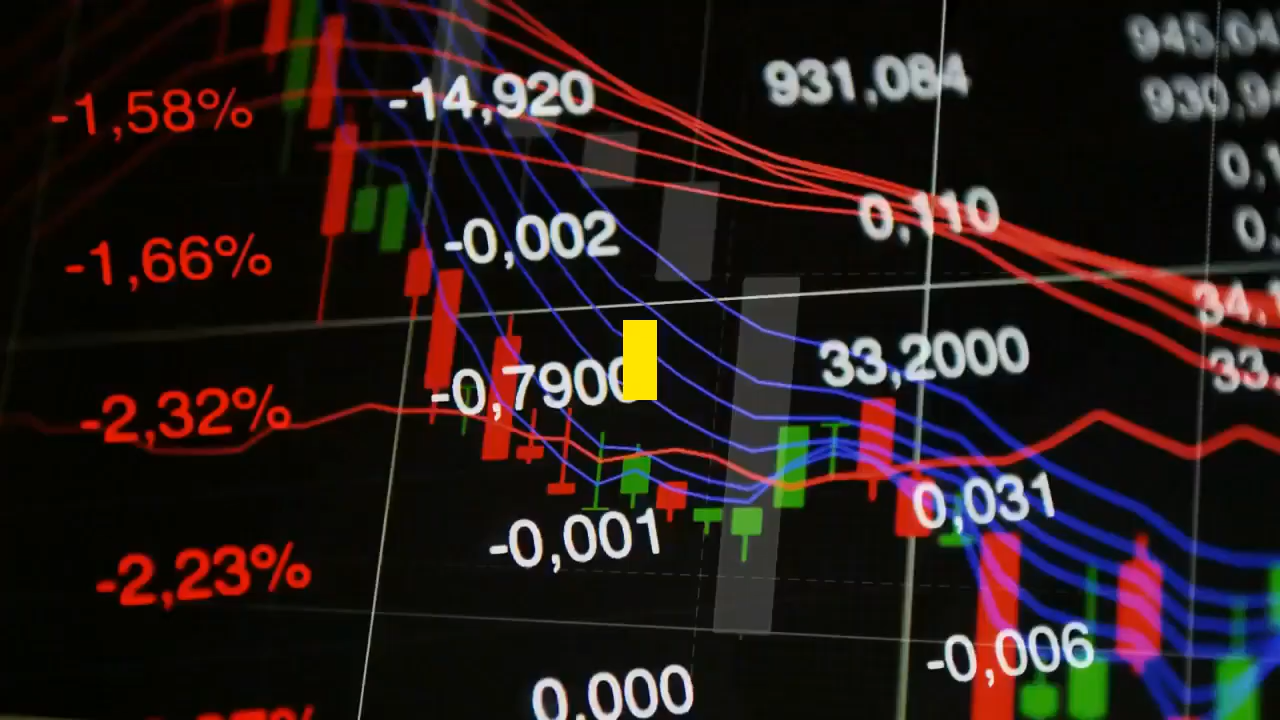 -1,58% -14,920 931,084
-1,66% -0,002 0,110
-2,32% -0,7900 33,2000
-2,23% -0,001 0,031
0,000 -0,006